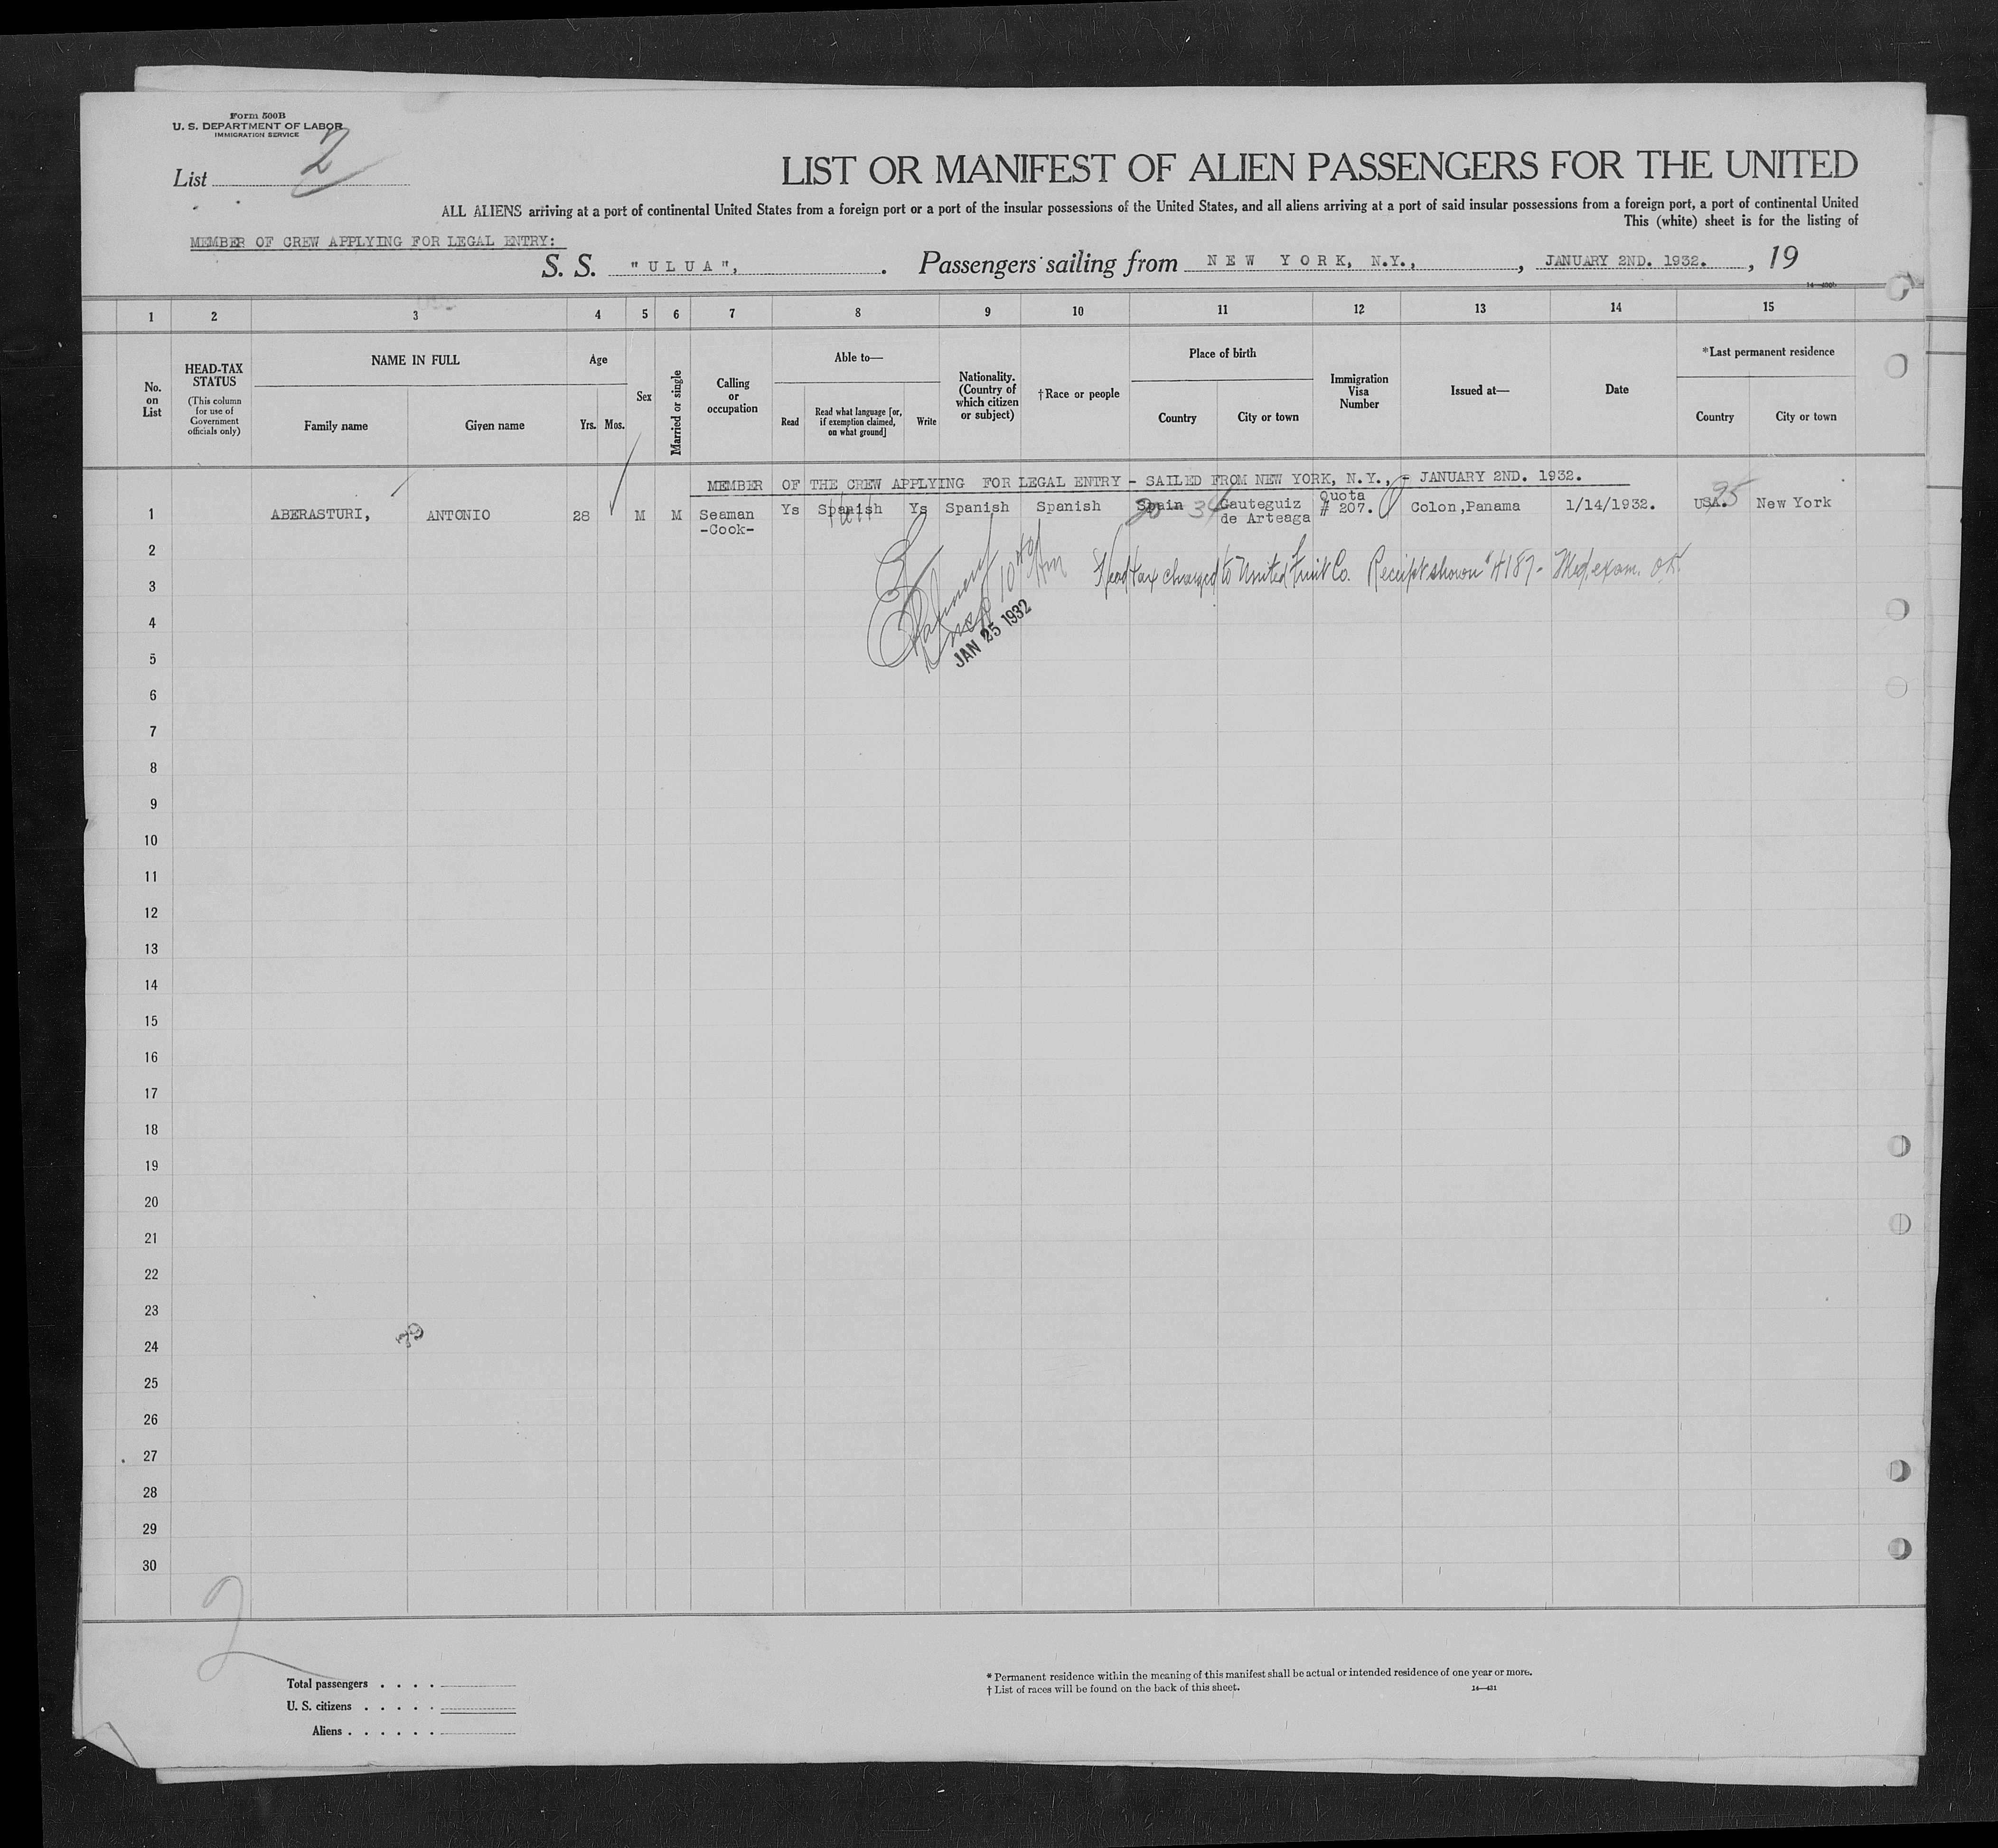 Form 500B
U. S. DEPARTMENT OF LABOR
IMMIGRATION SERVICE
List 2
LIST OR MANIFEST OF ALIEN PASSENGERS FOR THE UNITED
ALL ALIENS arriving at a port of continental United States from a foreign port or a port of the insular possessions of the United States, and all aliens arriving at a port of said insular possessions from a foreign port, a port of continental United
This (white) sheet is for the listing of
MEMBER OF CREW APPLYING FOR LEGAL ENTRY:
S. S. "ULUA", . Passengers sailing from NEW YORK, N.Y., , JANUARY 2ND. 1932. , 19
1 2 3 4 5 6 7 8 9 10 11 12 13 14 15
No. on List
HEAD-TAX STATUS
(This column for use of Government officials only)
NAME IN FULL
Family name Given name
Age
Yrs. Mos.
Sex
Married or single
Calling or occupation
Able to—
Read
Read what language [or, if exemption claimed, on what ground]
Write
Nationality. (Country of which citizen or subject)
†Race or people
Place of birth
Country City or town
Immigration Visa Number
Issued at—
Date
*Last permanent residence
Country City or town
MEMBER OF THE CREW APPLYING FOR LEGAL ENTRY - SAILED FROM NEW YORK, N.Y., - JANUARY 2ND. 1932.
1 ABERASTURI, ANTONIO 28 M M Seaman -Cook- Ys Spanish Ys Spanish Spanish Spain Gauteguiz de Arteaga Quota # 207. Colon,Panama 1/14/1932. USA. New York
20 34
25
Head tax charged to United Fruit Co. Receipt shown #H187 - Med. exam. O.K.
JAN 25 1932
2
3
4
5
6
7
8
9
10
11
12
13
14
15
16
17
18
19
20
21
22
23
24
25
26
27
28
29
30
39
2
Total passengers . . . .
U. S. citizens . . . . .
Aliens . . . . . .
* Permanent residence within the meaning of this manifest shall be actual or intended residence of one year or more.
† List of races will be found on the back of this sheet.
14—431